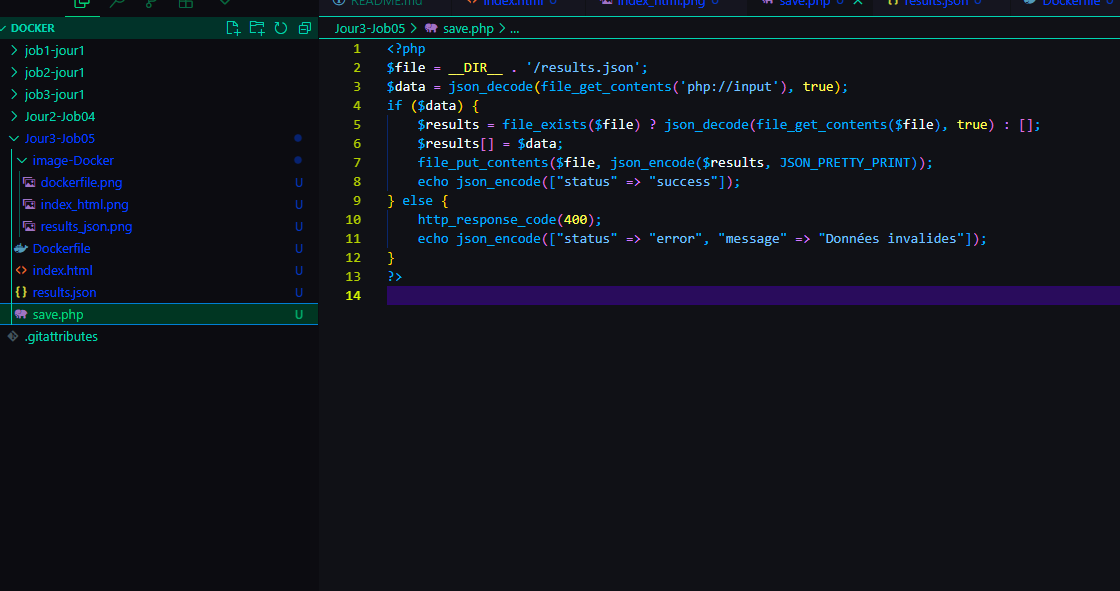 README.md
index.html U
index_html.png U
save.php U
results.json U
Dockerfile U
DOCKER
job1-jour1
job2-jour1
job3-jour1
Jour2-Job04
Jour3-Job05
image-Docker
dockerfile.png U
index_html.png U
results_json.png U
Dockerfile U
index.html U
results.json U
save.php U
.gitattributes
Jour3-Job05 > save.php > ...
1 <?php
2 $file = __DIR__ . '/results.json';
3 $data = json_decode(file_get_contents('php://input'), true);
4 if ($data) {
5     $results = file_exists($file) ? json_decode(file_get_contents($file), true) : [];
6     $results[] = $data;
7     file_put_contents($file, json_encode($results, JSON_PRETTY_PRINT));
8     echo json_encode(["status" => "success"]);
9 } else {
10     http_response_code(400);
11     echo json_encode(["status" => "error", "message" => "Données invalides"]);
12 }
13 ?>
14